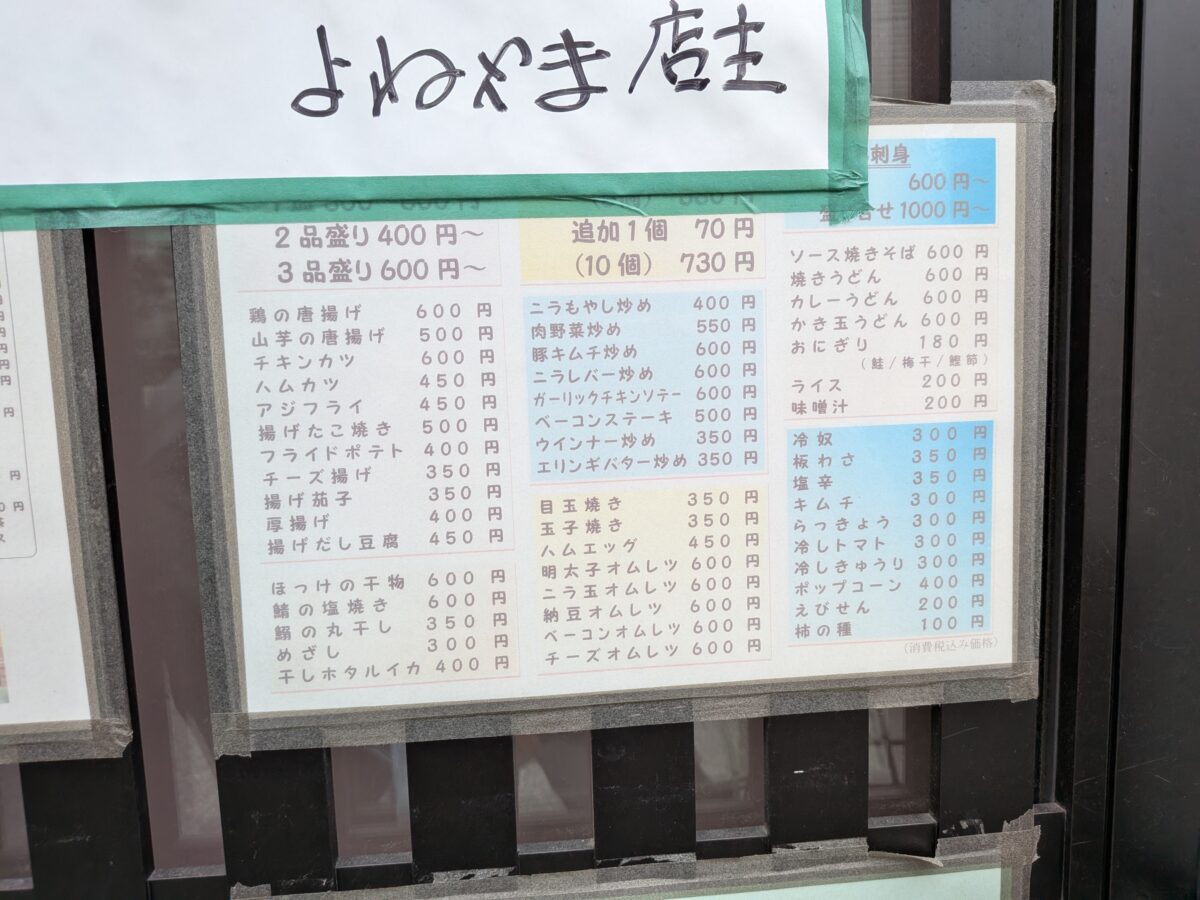 よねやま 店主
2品盛り400円～
3品盛り600円～
鶏の唐揚げ 600円
山芋の唐揚げ 500円
チキンカツ 600円
ハムカツ 450円
アジフライ 450円
揚げたこ焼き 500円
フライドポテト 400円
チーズ揚げ 350円
揚げ茄子 350円
厚揚げ 400円
揚げだし豆腐 450円
ほっけの干物 600円
鯖の塩焼き 600円
鰯の丸干し 350円
めざし 300円
干しホタルイカ 400円
追加1個 70円
(10個) 730円
ニラもやし炒め 400円
肉野菜炒め 550円
豚キムチ炒め 600円
ニラレバー炒め 600円
ガーリックチキンソテー 600円
ベーコンステーキ 500円
ウインナー炒め 350円
エリンギバター炒め 350円
目玉焼き 350円
玉子焼き 350円
ハムエッグ 450円
明太子オムレツ 600円
ニラ玉オムレツ 600円
納豆オムレツ 600円
ベーコンオムレツ 600円
チーズオムレツ 600円
刺身
600円～
合せ1000円～
ソース焼きそば 600円
焼きうどん 600円
カレーうどん 600円
かき玉うどん 600円
おにぎり 180円
(鮭/梅干/鰹節)
ライス 200円
味噌汁 200円
冷奴 300円
板わさ 350円
塩辛 350円
キムチ 300円
らっきょう 300円
冷しトマト 300円
冷しきゅうり 300円
ポップコーン 400円
えびせん 200円
柿の種 100円
(消費税込み価格)